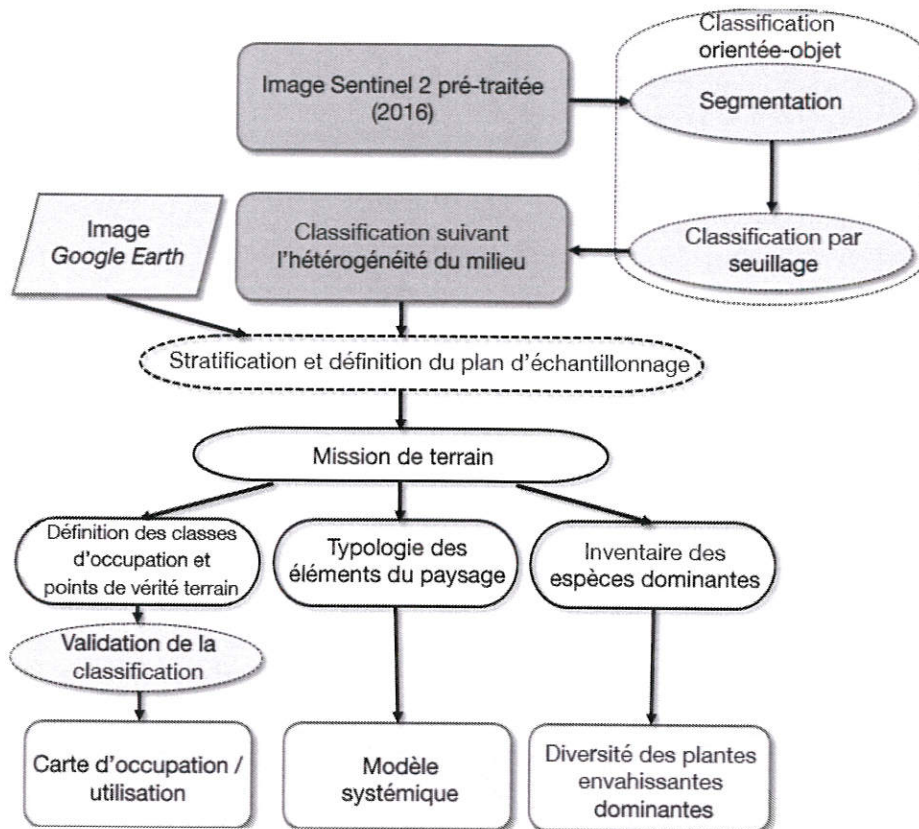 Classification
orientée-objet
Image Sentinel 2 pré-traitée
(2016)
Segmentation
Image
Google Earth
Classification suivant
l'hétérogénéité du milieu
Classification par
seuillage
Stratification et définition du plan d'échantillonnage
Mission de terrain
Définition des classes
d'occupation et
points de vérité terrain
Typologie des
éléments du paysage
Inventaire des
espèces dominantes
Validation de la
classification
Carte d'occupation /
utilisation
Modèle
systémique
Diversité des plantes
envahissantes
dominantes